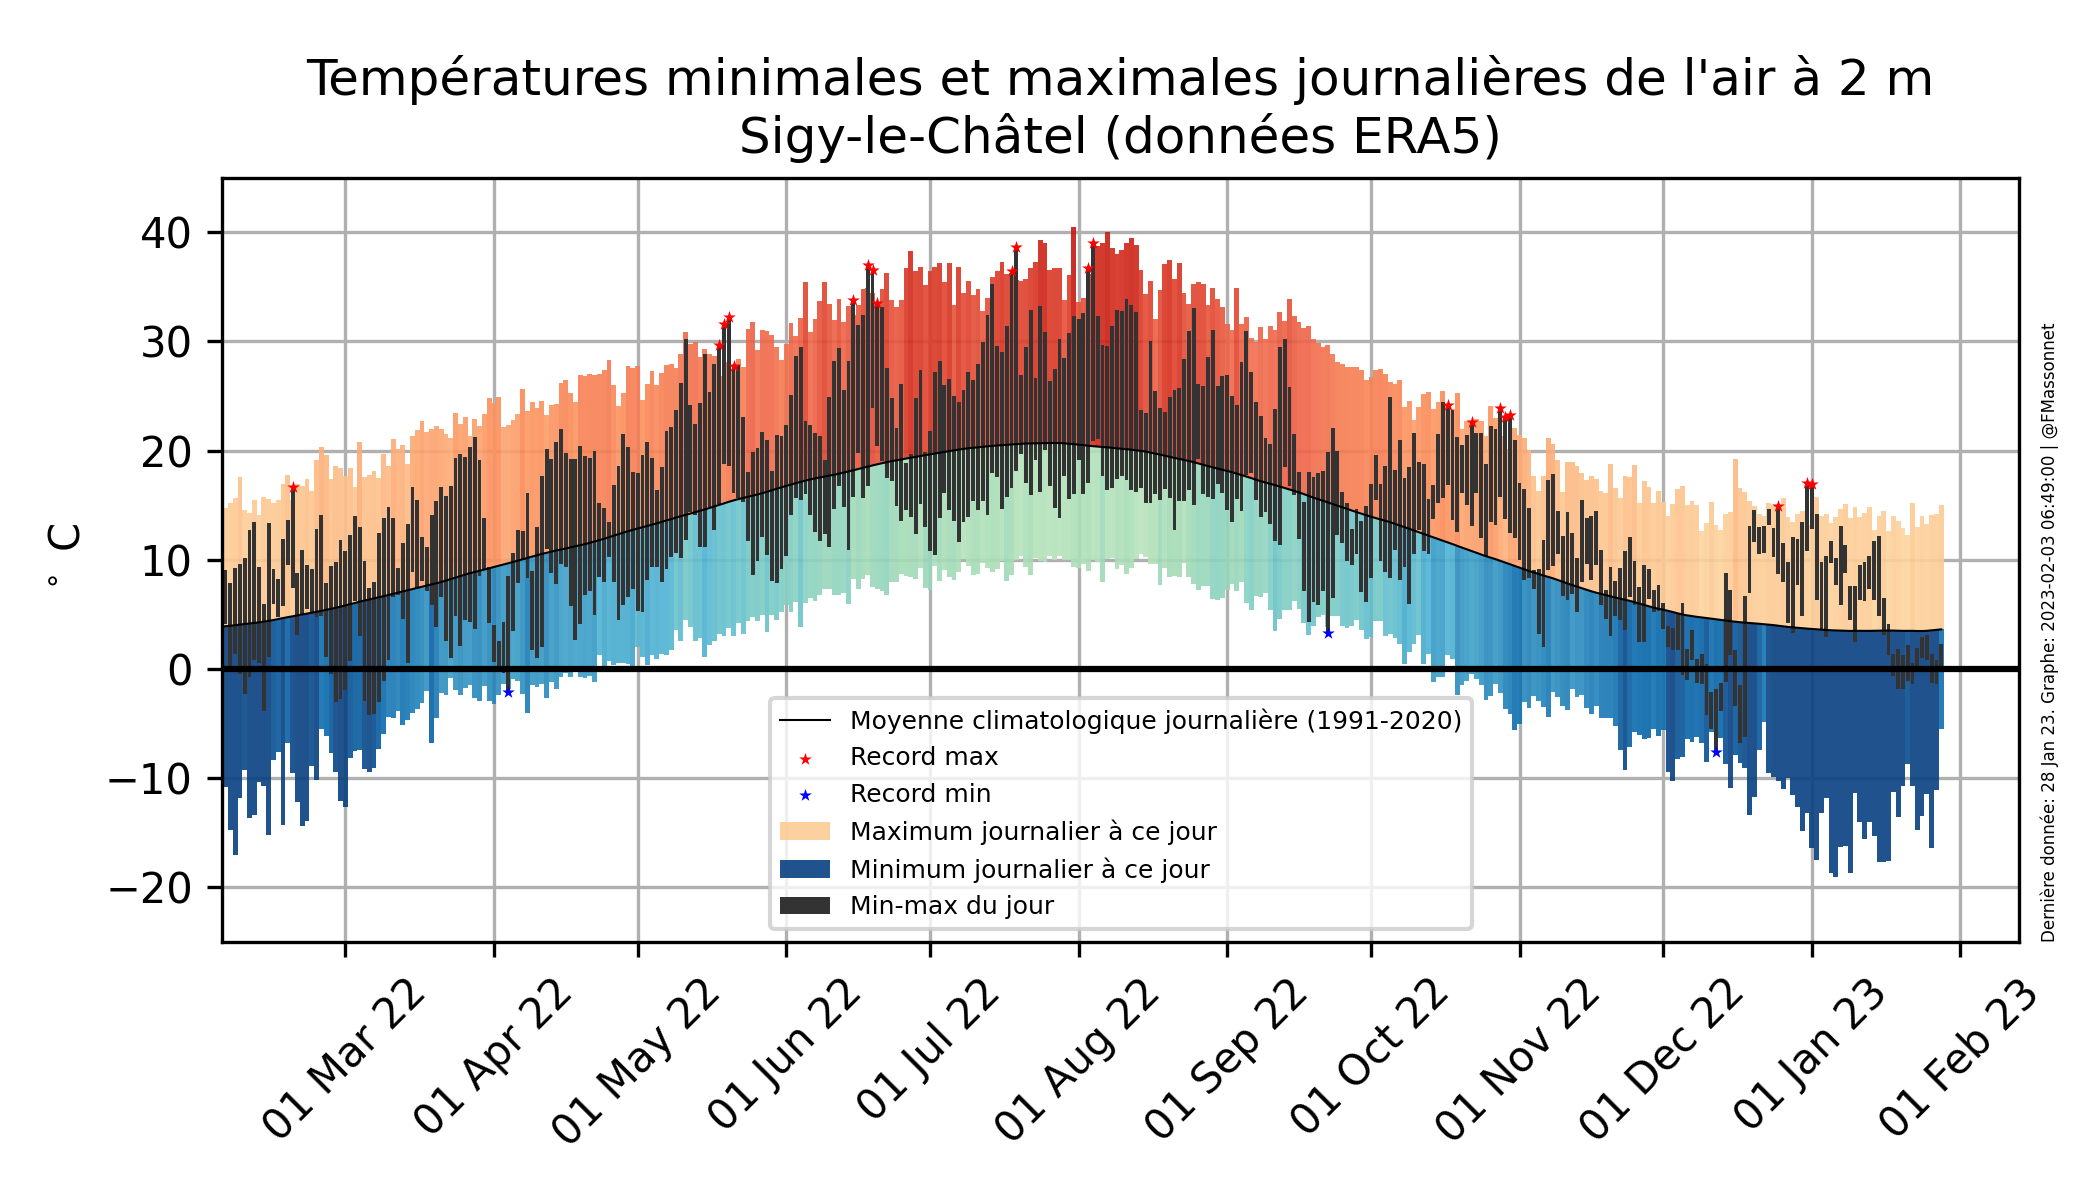 Températures minimales et maximales journalières de l'air à 2 m
Sigy-le-Châtel (données ERA5)
° C
40
30
20
10
0
−10
−20
Moyenne climatologique journalière (1991-2020)
Record max
Record min
Maximum journalier à ce jour
Minimum journalier à ce jour
Min-max du jour
01 Mar 22
01 Apr 22
01 May 22
01 Jun 22
01 Jul 22
01 Aug 22
01 Sep 22
01 Oct 22
01 Nov 22
01 Dec 22
01 Jan 23
01 Feb 23
Dernière donnée: 28 Jan 23. Graphe: 2023-02-03 06:49:00 | @FMassonnet